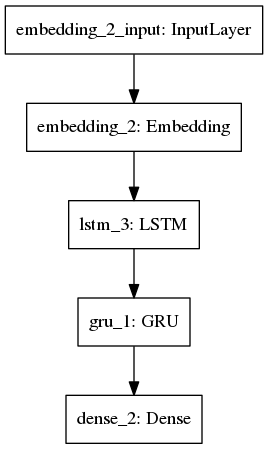 embedding_2_input: InputLayer
embedding_2: Embedding
lstm_3: LSTM
gru_1: GRU
dense_2: Dense